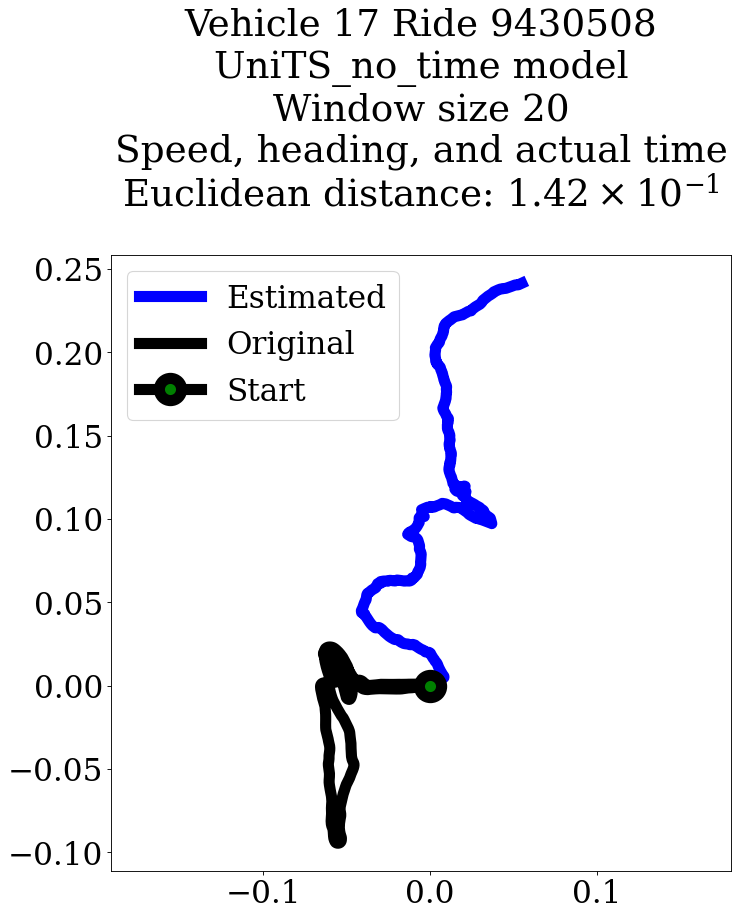 Vehicle 17 Ride 9430508
UniTS_no_time model
Window size 20
Speed, heading, and actual time
Euclidean distance: 1.42 × 10⁻¹
0.25
0.20
0.15
0.10
0.05
0.00
−0.05
−0.10
Estimated
Original
Start
−0.1
0.0
0.1